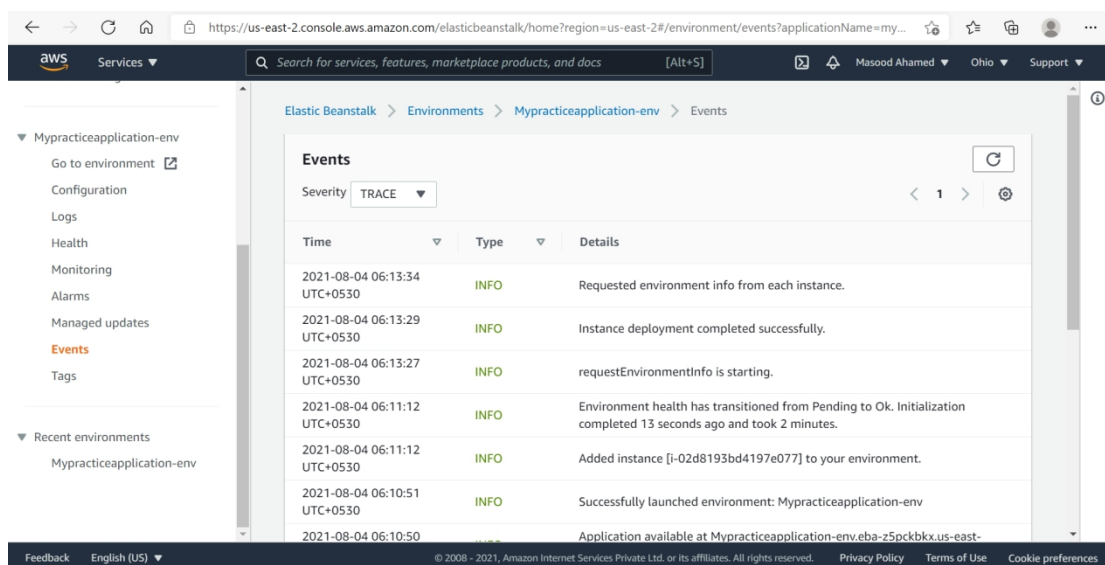 https://us-east-2.console.aws.amazon.com/elasticbeanstalk/home?region=us-east-2#/environment/events?applicationName=my...
aws Services ▼ Search for services, features, marketplace products, and docs [Alt+S] Masood Ahamed ▼ Ohio ▼ Support ▼
Elastic Beanstalk > Environments > Mypracticeapplication-env > Events
▼ Mypracticeapplication-env
Go to environment
Configuration
Logs
Health
Monitoring
Alarms
Managed updates
Events
Tags
▼ Recent environments
Mypracticeapplication-env
Events
Severity TRACE ▼ < 1 >
Time Type Details
2021-08-04 06:13:34
UTC+0530
INFO Requested environment info from each instance.
2021-08-04 06:13:29
UTC+0530
INFO Instance deployment completed successfully.
2021-08-04 06:13:27
UTC+0530
INFO requestEnvironmentInfo is starting.
2021-08-04 06:11:12
UTC+0530
INFO Environment health has transitioned from Pending to Ok. Initialization
completed 13 seconds ago and took 2 minutes.
2021-08-04 06:11:12
UTC+0530
INFO Added instance [i-02d8193bd4197e077] to your environment.
2021-08-04 06:10:51
UTC+0530
INFO Successfully launched environment: Mypracticeapplication-env
2021-08-04 06:10:50 Application available at Mypracticeapplication-env.eba-z5pckbkx.us-east-
Feedback English (US) ▼ © 2008 - 2021, Amazon Internet Services Private Ltd. or its affiliates. All rights reserved. Privacy Policy Terms of Use Cookie preferences